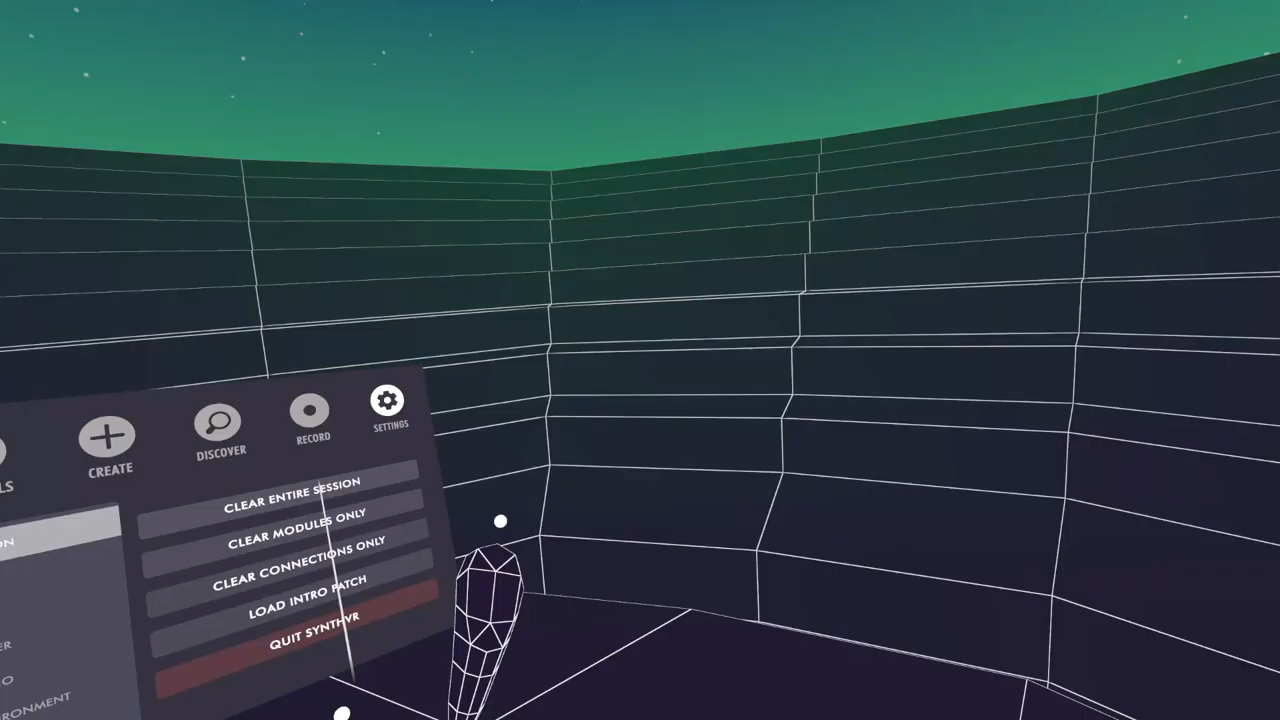 CREATE
DISCOVER
RECORD
SETTINGS
CLEAR ENTIRE SESSION
CLEAR MODULES ONLY
CLEAR CONNECTIONS ONLY
LOAD INTRO PATCH
QUIT SYNTHVR